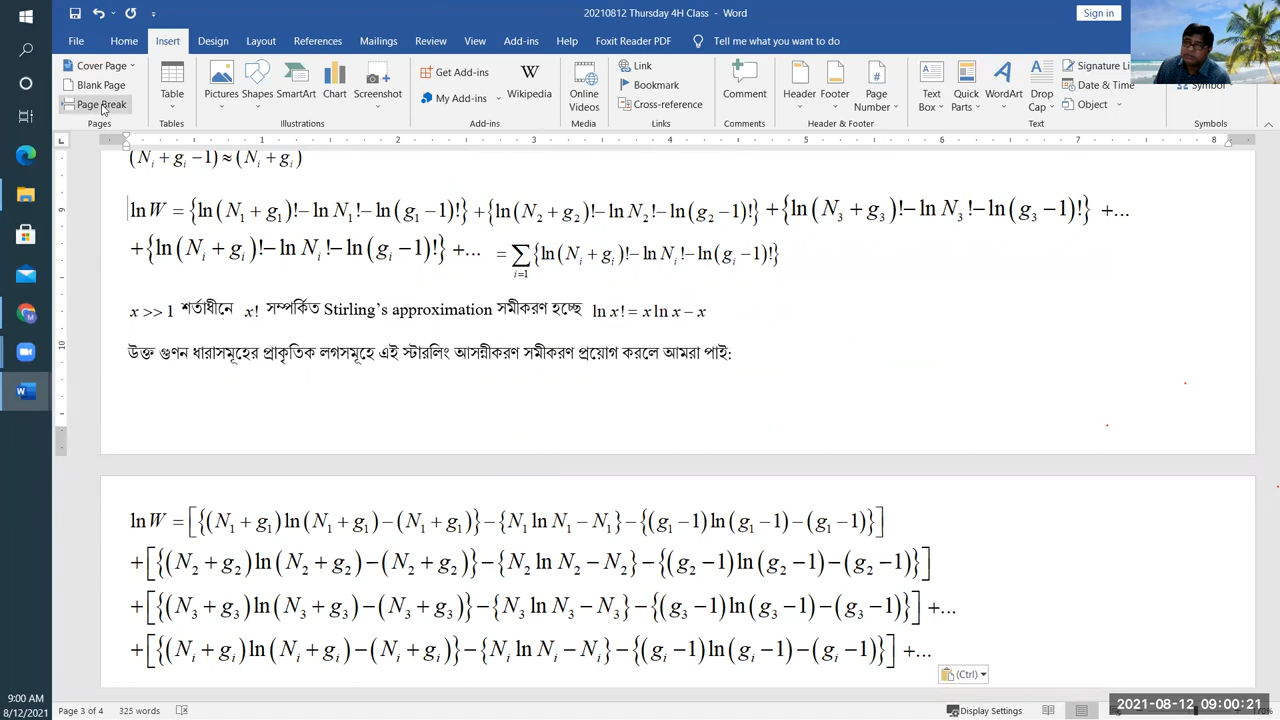 20210812 Thursday 4H Class - Word
Sign in
File Home Insert Design Layout References Mailings Review View Add-ins Help Foxit Reader PDF Tell me what you want to do
Cover Page
Blank Page
Page Break
Pages
Table
Tables
Pictures Shapes SmartArt Chart Screenshot
Illustrations
Get Add-ins
My Add-ins
Wikipedia
Add-ins
Online Videos
Media
Link
Bookmark
Cross-reference
Links
Comment
Comments
Header Footer Page Number
Header & Footer
Text Box Quick Parts WordArt Drop Cap
Signature Li
Date & Time
Object
Text
Symbols
1 2 3 4 5 6 7 8
(N_i + g_i − 1) ≈ (N_i + g_i)
ln W = {ln(N_1 + g_1)! − ln N_1! − ln(g_1 − 1)!} + {ln(N_2 + g_2)! − ln N_2! − ln(g_2 − 1)!} + {ln(N_3 + g_3)! − ln N_3! − ln(g_3 − 1)!} + ...
+ {ln(N_i + g_i)! − ln N_i! − ln(g_i − 1)!} + ... = ∑_{i=1} {ln(N_i + g_i)! − ln N_i! − ln(g_i − 1)!}
x >> 1 শর্তাধীনে x! সম্পর্কিত Stirling's approximation সমীকরণ হচ্ছে ln x! = x ln x − x
উক্ত গুণন ধারাসমূহের প্রাকৃতিক লগসমূহে এই স্টারলিং আসন্নীকরণ সমীকরণ প্রয়োগ করলে আমরা পাই:
ln W = [{(N_1 + g_1) ln(N_1 + g_1) − (N_1 + g_1)} − {N_1 ln N_1 − N_1} − {(g_1 − 1) ln(g_1 − 1) − (g_1 − 1)}]
+ [{(N_2 + g_2) ln(N_2 + g_2) − (N_2 + g_2)} − {N_2 ln N_2 − N_2} − {(g_2 − 1) ln(g_2 − 1) − (g_2 − 1)}]
+ [{(N_3 + g_3) ln(N_3 + g_3) − (N_3 + g_3)} − {N_3 ln N_3 − N_3} − {(g_3 − 1) ln(g_3 − 1) − (g_3 − 1)}] + ...
+ [{(N_i + g_i) ln(N_i + g_i) − (N_i + g_i)} − {N_i ln N_i − N_i} − {(g_i − 1) ln(g_i − 1) − (g_i − 1)}] + ...
(Ctrl)
9:00 AM
8/12/2021
Page 3 of 4 325 words
Display Settings
2021-08-12 09:00:21